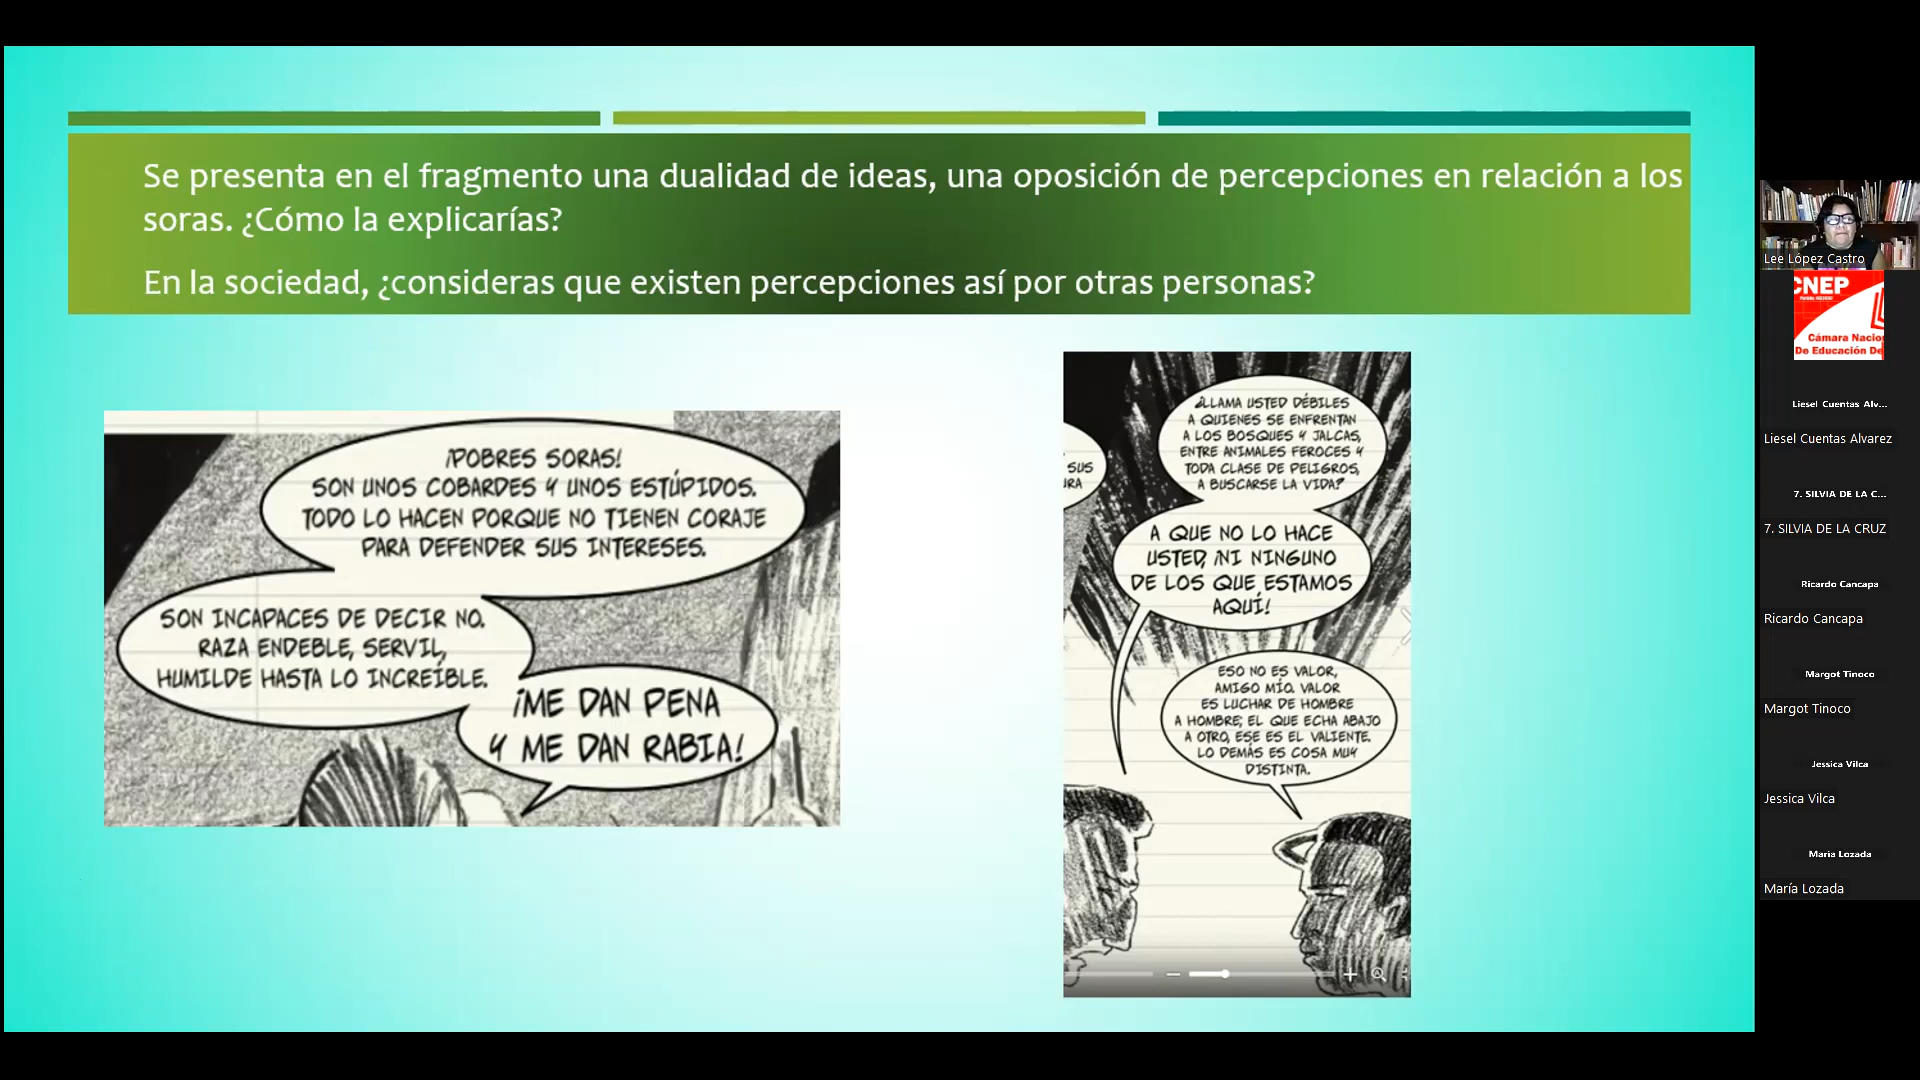 Se presenta en el fragmento una dualidad de ideas, una oposición de percepciones en relación a los
soras. ¿Cómo la explicarías?
En la sociedad, ¿consideras que existen percepciones así por otras personas?
¡POBRES SORAS!
SON UNOS COBARDES Y UNOS ESTÚPIDOS.
TODO LO HACEN PORQUE NO TIENEN CORAJE
PARA DEFENDER SUS INTERESES.
SON INCAPACES DE DECIR NO.
RAZA ENDEBLE, SERVIL,
HUMILDE HASTA LO INCREÍBLE.
¡ME DAN PENA
Y ME DAN RABIA!
SUS
URA
¿LLAMA USTED DÉBILES
A QUIENES SE ENFRENTAN
A LOS BOSQUES Y JALCAS,
ENTRE ANIMALES FEROCES Y
TODA CLASE DE PELIGROS,
A BUSCARSE LA VIDA?
A QUE NO LO HACE
USTED, ¡NI NINGUNO
DE LOS QUE ESTAMOS
AQUÍ!
ESO NO ES VALOR,
AMIGO MÍO. VALOR
ES LUCHAR DE HOMBRE
A HOMBRE; EL QUE ECHA ABAJO
A OTRO, ESE ES EL VALIENTE.
LO DEMÁS ES COSA MUY
DISTINTA.
Lee López Castro
CNEP
Cámara Nacio
De Educación De
Liesel Cuentas Alv...
Liesel Cuentas Alvarez
7. SILVIA DE LA C...
7. SILVIA DE LA CRUZ
Ricardo Cancapa
Ricardo Cancapa
Margot Tinoco
Margot Tinoco
Jessica Vilca
Jessica Vilca
María Lozada
María Lozada